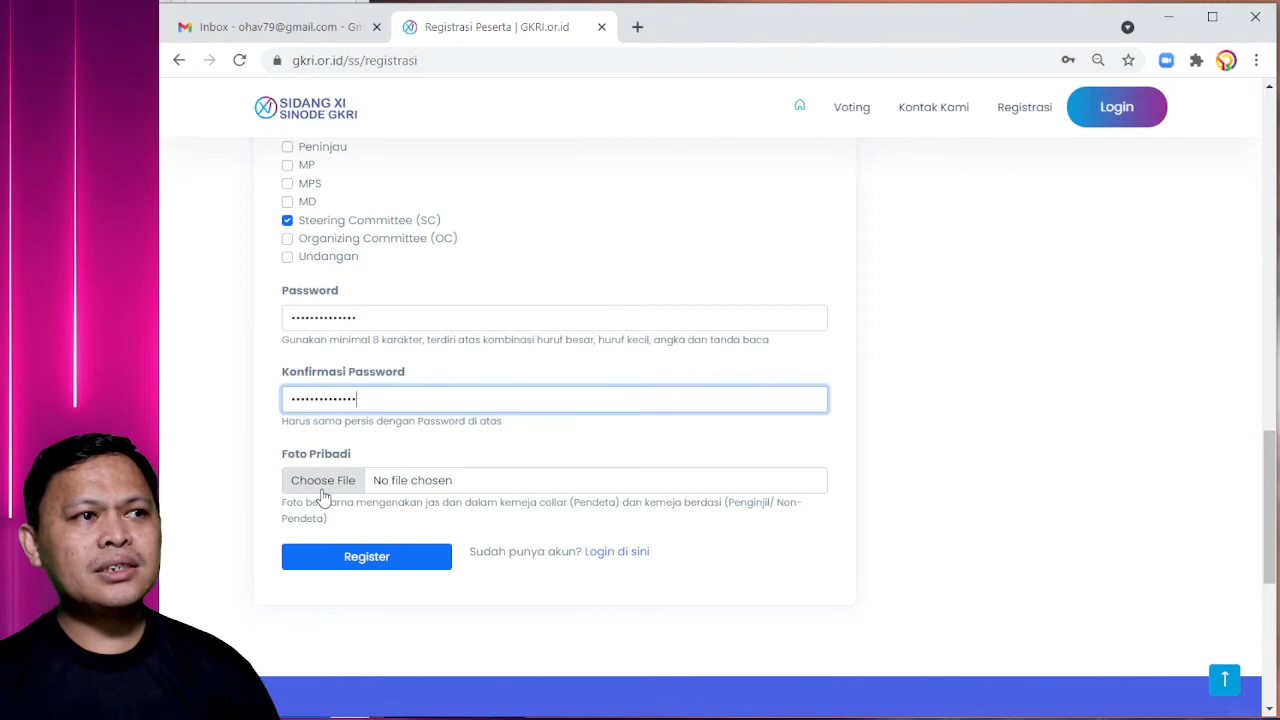 Inbox - ohav79@gmail.com - Gm
Registrasi Peserta | GKRI.or.id
gkri.or.id/ss/registrasi
SIDANG XI
SINODE GKRI
Voting
Kontak Kami
Registrasi
Login
Peninjau
MP
MPS
MD
Steering Committee (SC)
Organizing Committee (OC)
Undangan
Password
••••••••••••••
Gunakan minimal 8 karakter, terdiri atas kombinasi huruf besar, huruf kecil, angka dan tanda baca
Konfirmasi Password
••••••••••••••
Harus sama persis dengan Password di atas
Foto Pribadi
Choose File No file chosen
Foto be arna mengenakan jas dan dalam kemeja collar (Pendeta) dan kemeja berdasi (Penginjil/ Non-
Pendeta)
Register
Sudah punya akun? Login di sini